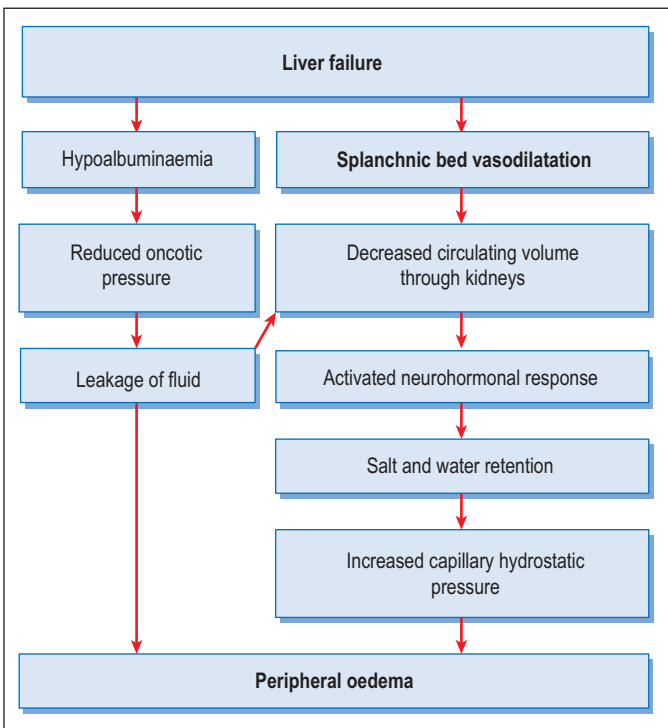 Liver failure
Hypoalbuminaemia
Splanchnic bed vasodilatation
Reduced oncotic
pressure
Decreased circulating volume
through kidneys
Leakage of fluid
Activated neurohormonal response
Salt and water retention
Increased capillary hydrostatic
pressure
Peripheral oedema